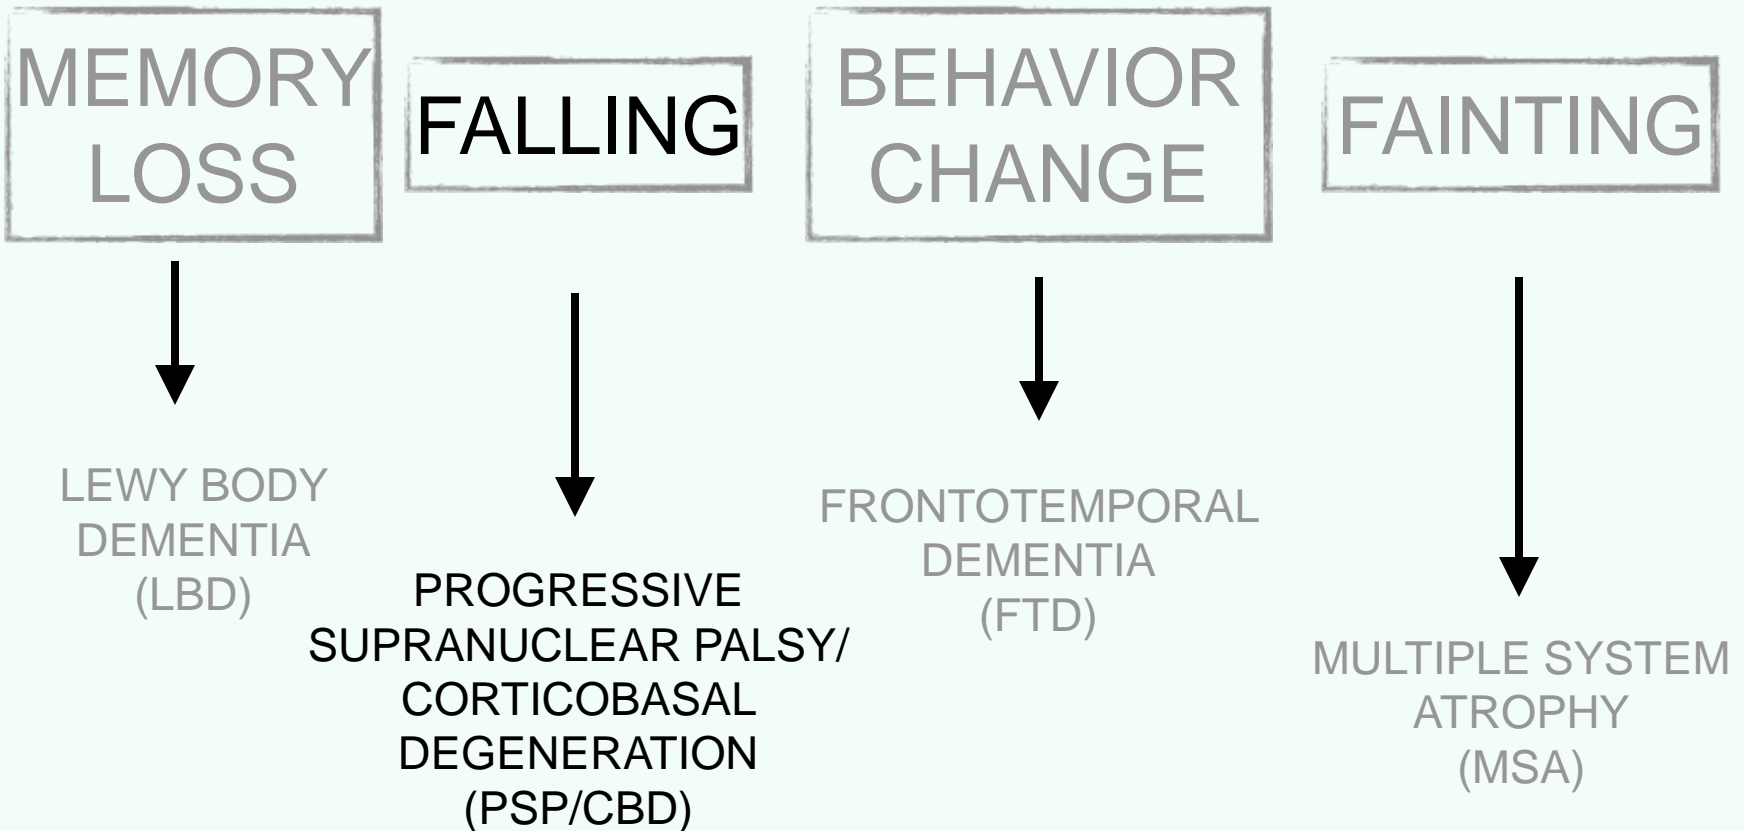 MEMORY
LOSS
FALLING
BEHAVIOR
CHANGE
FAINTING
LEWY BODY
DEMENTIA
(LBD)
PROGRESSIVE
SUPRANUCLEAR PALSY/
CORTICOBASAL
DEGENERATION
(PSP/CBD)
FRONTOTEMPORAL
DEMENTIA
(FTD)
MULTIPLE SYSTEM
ATROPHY
(MSA)